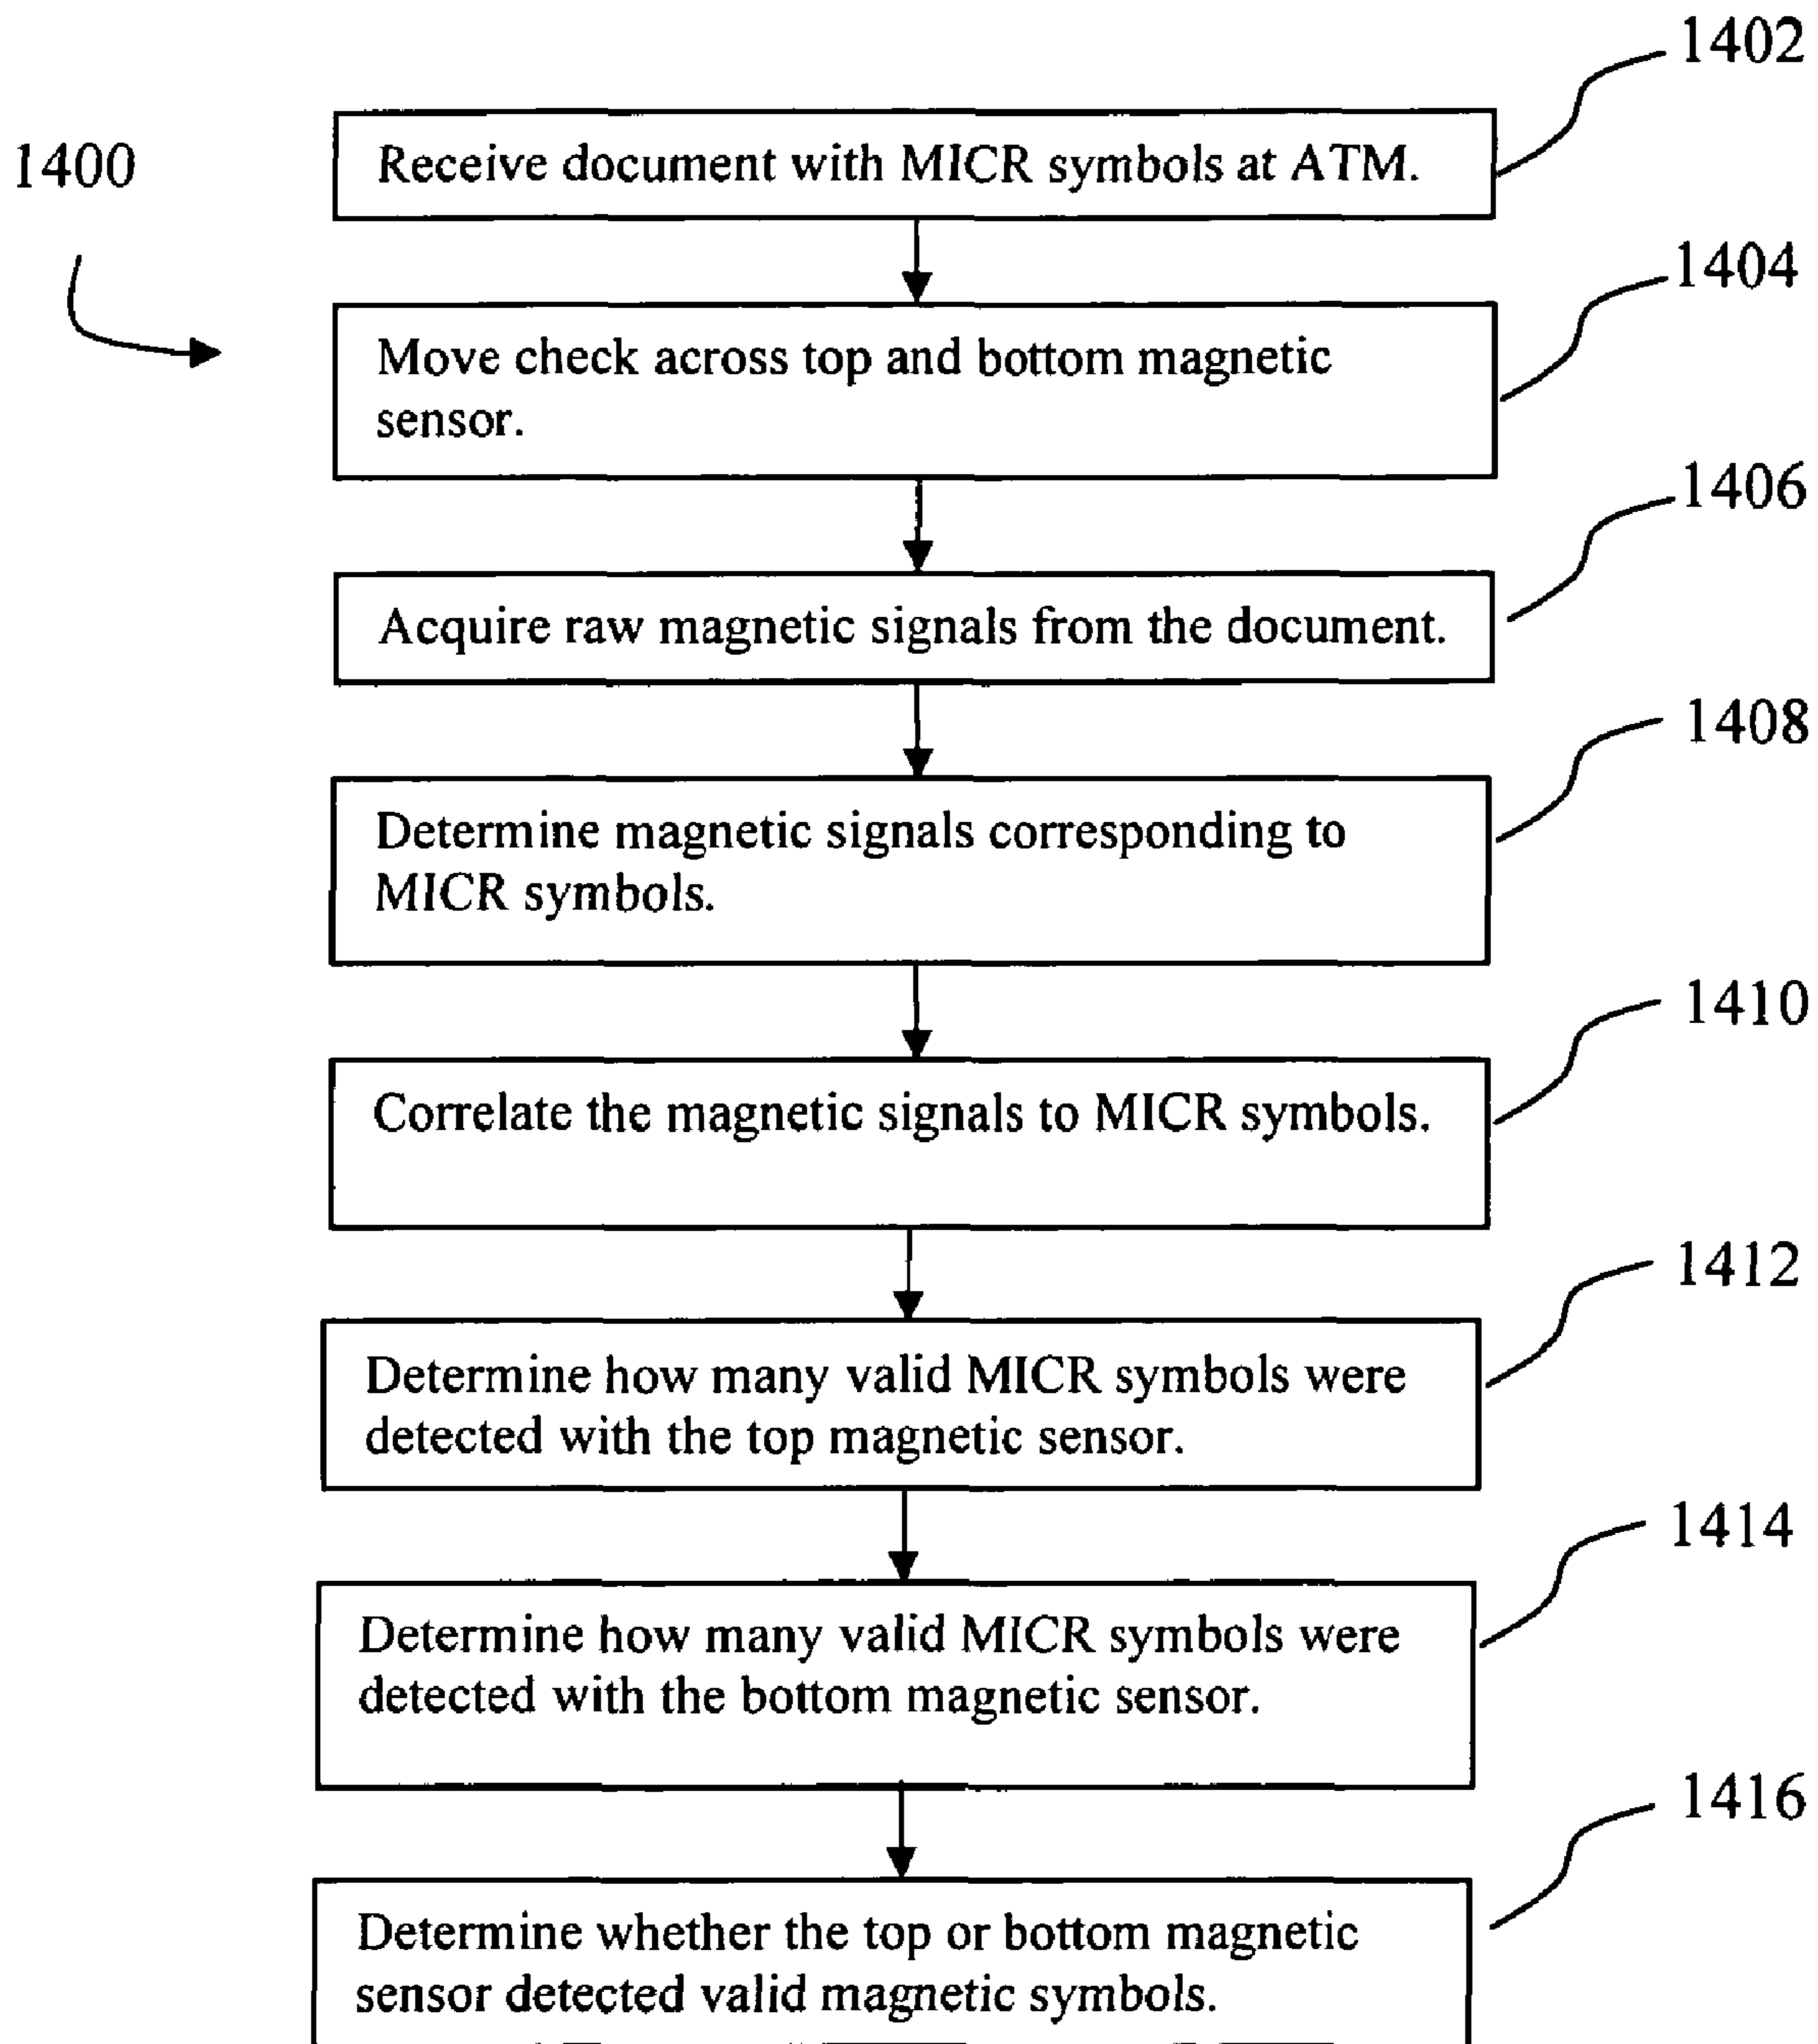 1402
1400
Receive document with MICR symbols at ATM.
1404
Move check across top and bottom magnetic
sensor.
1406
Acquire raw magnetic signals from the document.
1408
Determine magnetic signals corresponding to
MICR symbols.
1410
Correlate the magnetic signals to MICR symbols.
1412
Determine how many valid MICR symbols were
detected with the top magnetic sensor.
1414
Determine how many valid MICR symbols were
detected with the bottom magnetic sensor.
1416
Determine whether the top or bottom magnetic
sensor detected valid magnetic symbols.